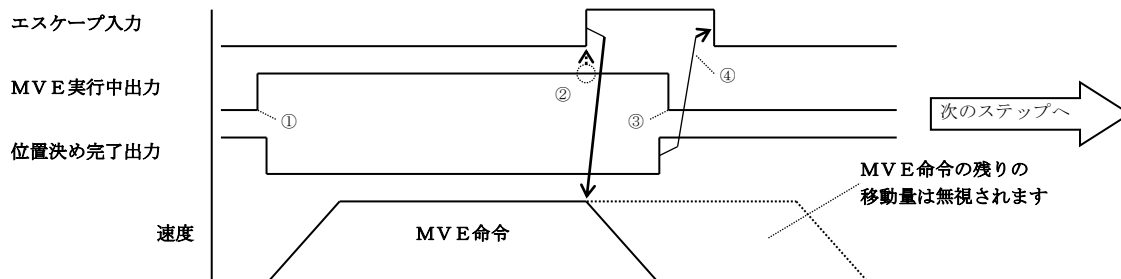 エスケープ入力
④
MVE実行中出力
②
①
③
次のステップへ
位置決め完了出力
MVE命令の残りの
移動量は無視されます
速度
MVE命令